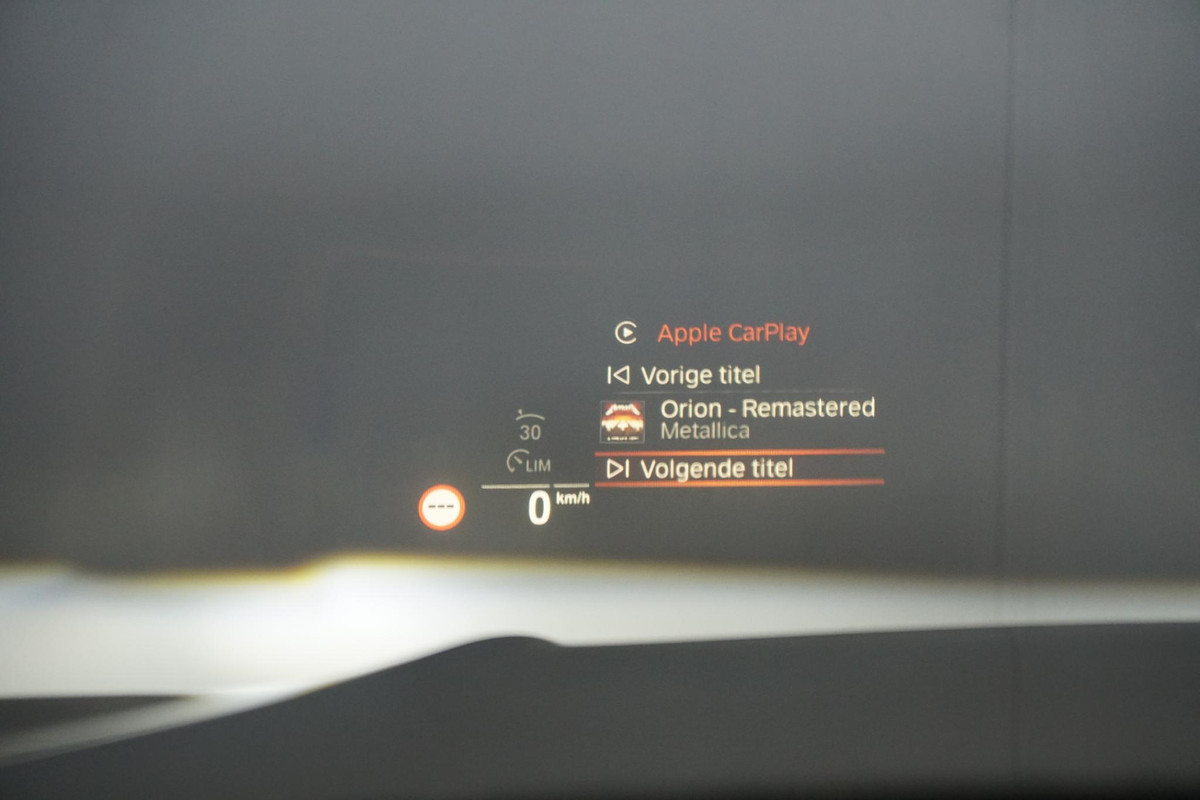 Apple CarPlay
Vorige titel
Orion - Remastered
Metallica
Volgende titel
30
LIM
---
0 km/h